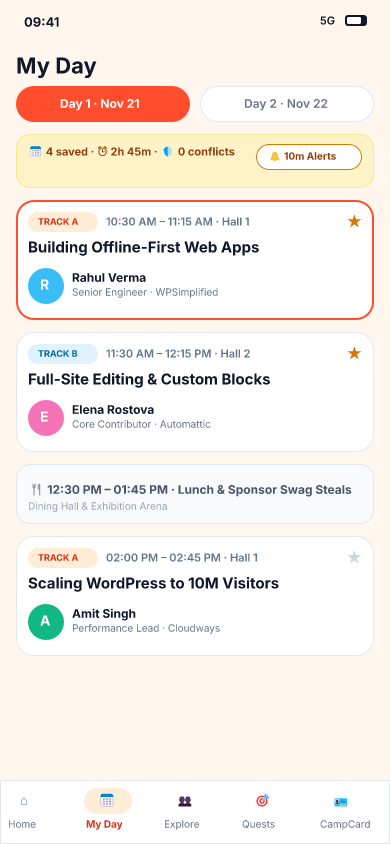 09:41
5G
My Day
Day 1 · Nov 21
Day 2 · Nov 22
4 saved · ⏰ 2h 45m · 🛡️ 0 conflicts
🔔 10m Alerts
TRACK A
10:30 AM – 11:15 AM · Hall 1
★
Building Offline-First Web Apps
R
Rahul Verma
Senior Engineer · WPSimplified
TRACK B
11:30 AM – 12:15 PM · Hall 2
★
Full-Site Editing & Custom Blocks
E
Elena Rostova
Core Contributor · Automattic
🍴 12:30 PM – 01:45 PM · Lunch & Sponsor Swag Steals
Dining Hall & Exhibition Arena
TRACK A
02:00 PM – 02:45 PM · Hall 1
★
Scaling WordPress to 10M Visitors
A
Amit Singh
Performance Lead · Cloudways
Home
My Day
Explore
Quests
CampCard